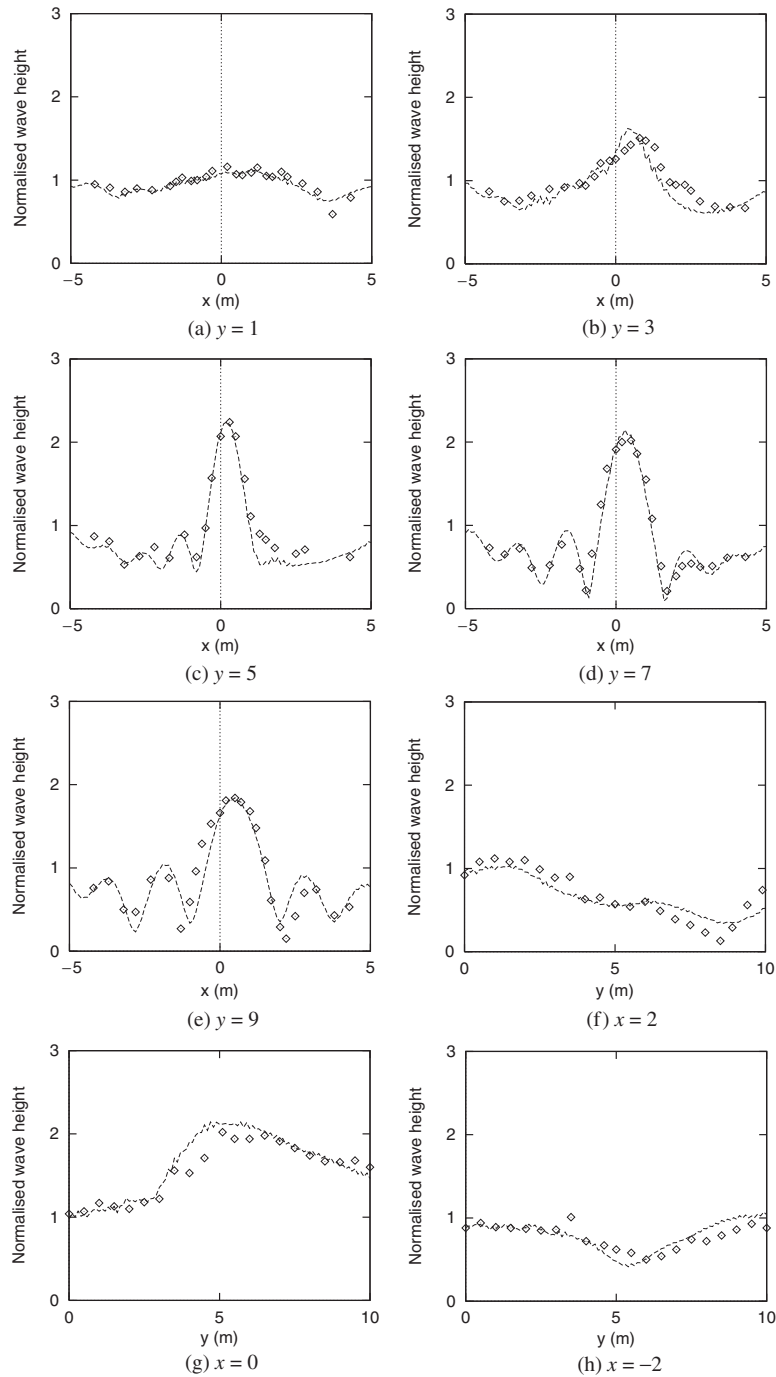 3
2
1
0
−5
0
5
Normalised wave height
x (m)
(a) y = 1
3
2
1
0
−5
0
5
Normalised wave height
x (m)
(b) y = 3
3
2
1
0
−5
0
5
Normalised wave height
x (m)
(c) y = 5
3
2
1
0
−5
0
5
Normalised wave height
x (m)
(d) y = 7
3
2
1
0
−5
0
5
Normalised wave height
x (m)
(e) y = 9
3
2
1
0
0
5
10
Normalised wave height
y (m)
(f) x = 2
3
2
1
0
0
5
10
Normalised wave height
y (m)
(g) x = 0
3
2
1
0
0
5
10
Normalised wave height
y (m)
(h) x = −2